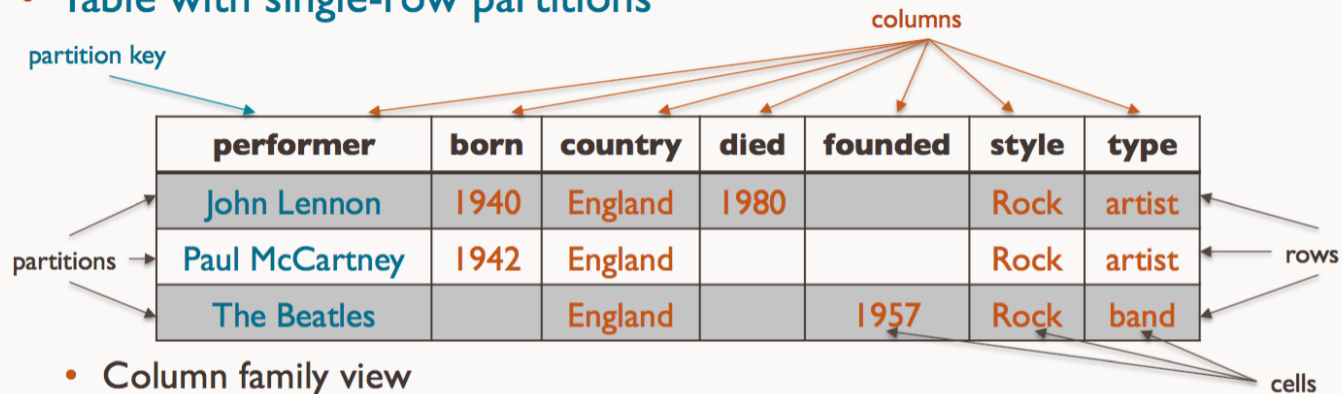 • Table with single-row partitions
columns
partition key
performer born country died founded style type
John Lennon 1940 England 1980 Rock artist
partitions Paul McCartney 1942 England Rock artist rows
The Beatles England 1957 Rock band
• Column family view
cells